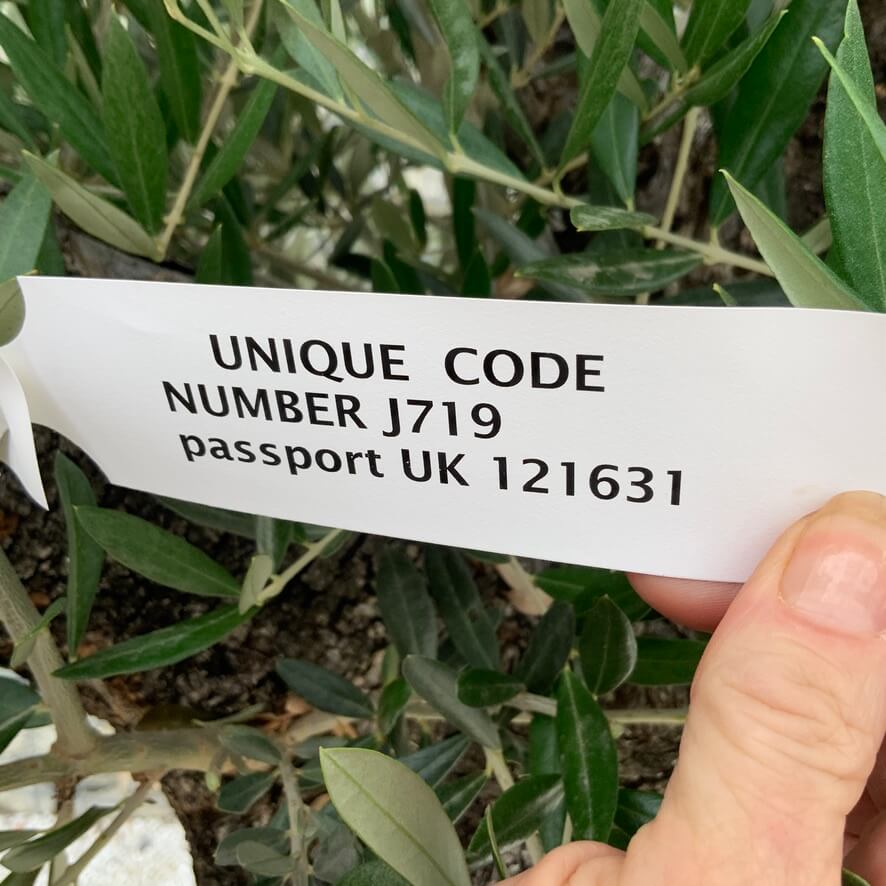 UNIQUE CODE
NUMBER J719
passport UK 121631